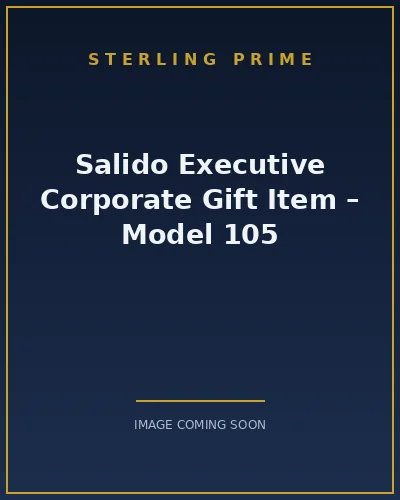 STERLING PRIME
Salido Executive
Corporate Gift Item –
Model 105
IMAGE COMING SOON